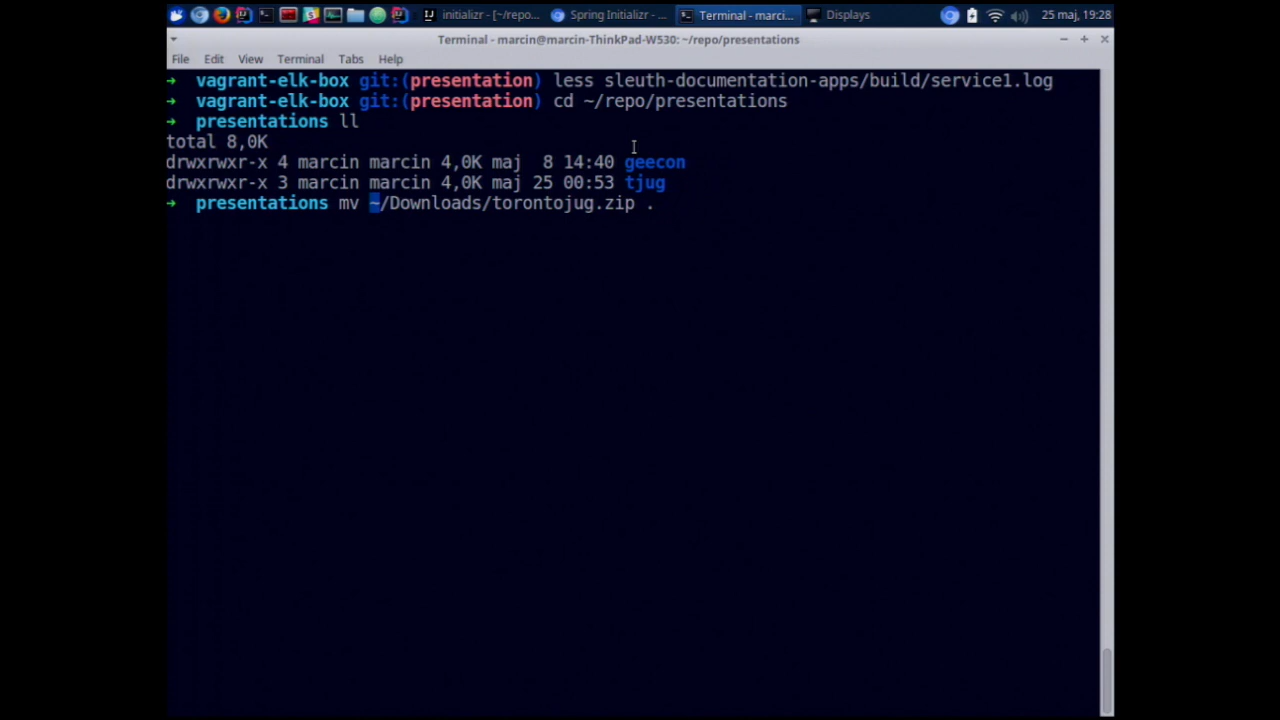 initializr - [~/repo... Spring Initializr - ... Terminal - marci... Displays 25 maj, 19:28
Terminal - marcin@marcin-ThinkPad-W530: ~/repo/presentations
File Edit View Terminal Tabs Help
→ vagrant-elk-box git:(presentation) less sleuth-documentation-apps/build/service1.log
→ vagrant-elk-box git:(presentation) cd ~/repo/presentations
→ presentations ll
total 8,0K
drwxrwxr-x 4 marcin marcin 4,0K maj  8 14:40 geecon
drwxrwxr-x 3 marcin marcin 4,0K maj 25 00:53 tjug
→ presentations mv ~/Downloads/torontojug.zip .